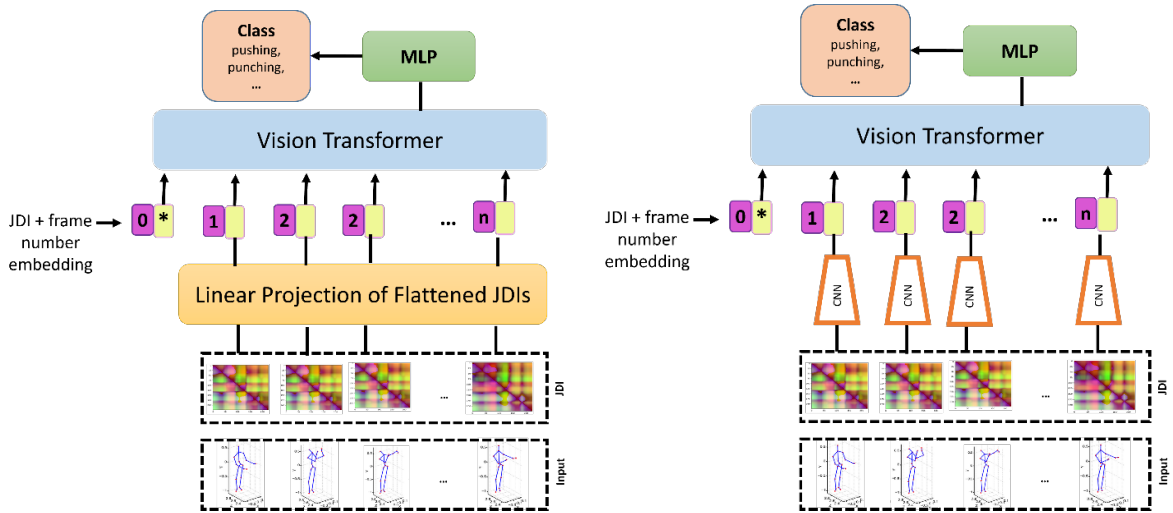 Class
pushing,
punching,
...
MLP
Vision Transformer
JDI + frame
number
embedding
0 *
1
2
2
...
n
Linear Projection of Flattened JDIs
...
JDI
...
Input
Class
pushing,
punching,
...
MLP
Vision Transformer
JDI + frame
number
embedding
0 *
1
2
2
...
n
CNN
CNN
CNN
CNN
...
JDI
...
Input